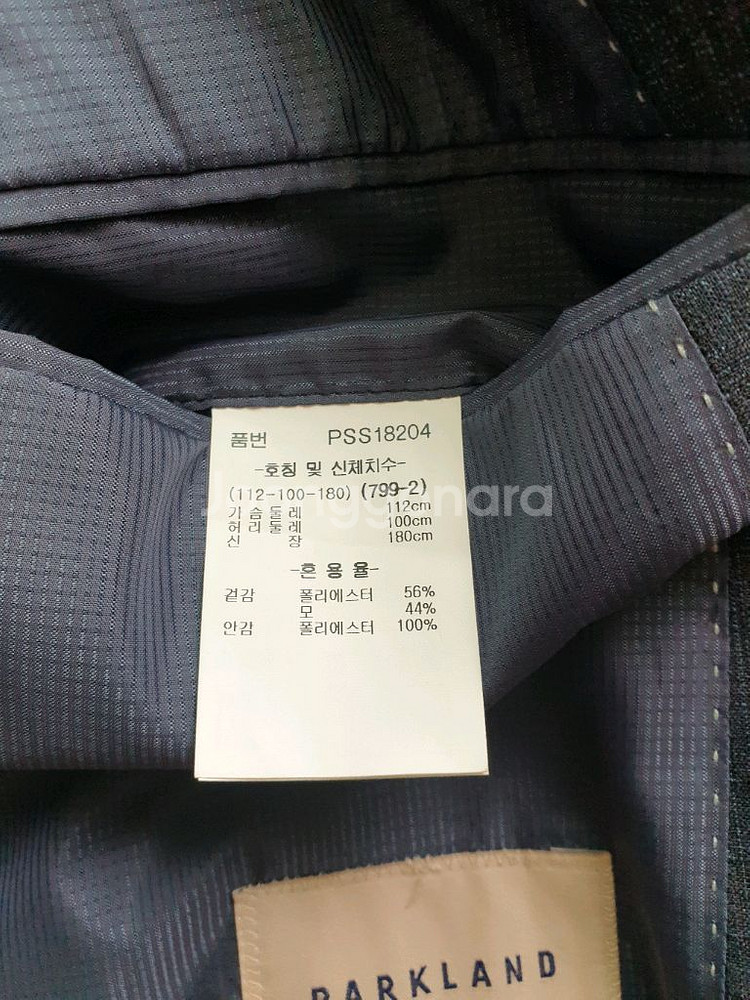 품번 PSS18204
-호칭 및 신체치수-
(112-100-180) (799-2)
가슴둘레 112cm
허리둘레 100cm
신 장 180cm
-혼용율-
겉감 폴리에스터 56%
모 44%
안감 폴리에스터 100%
Joonggonara
PARKLAND